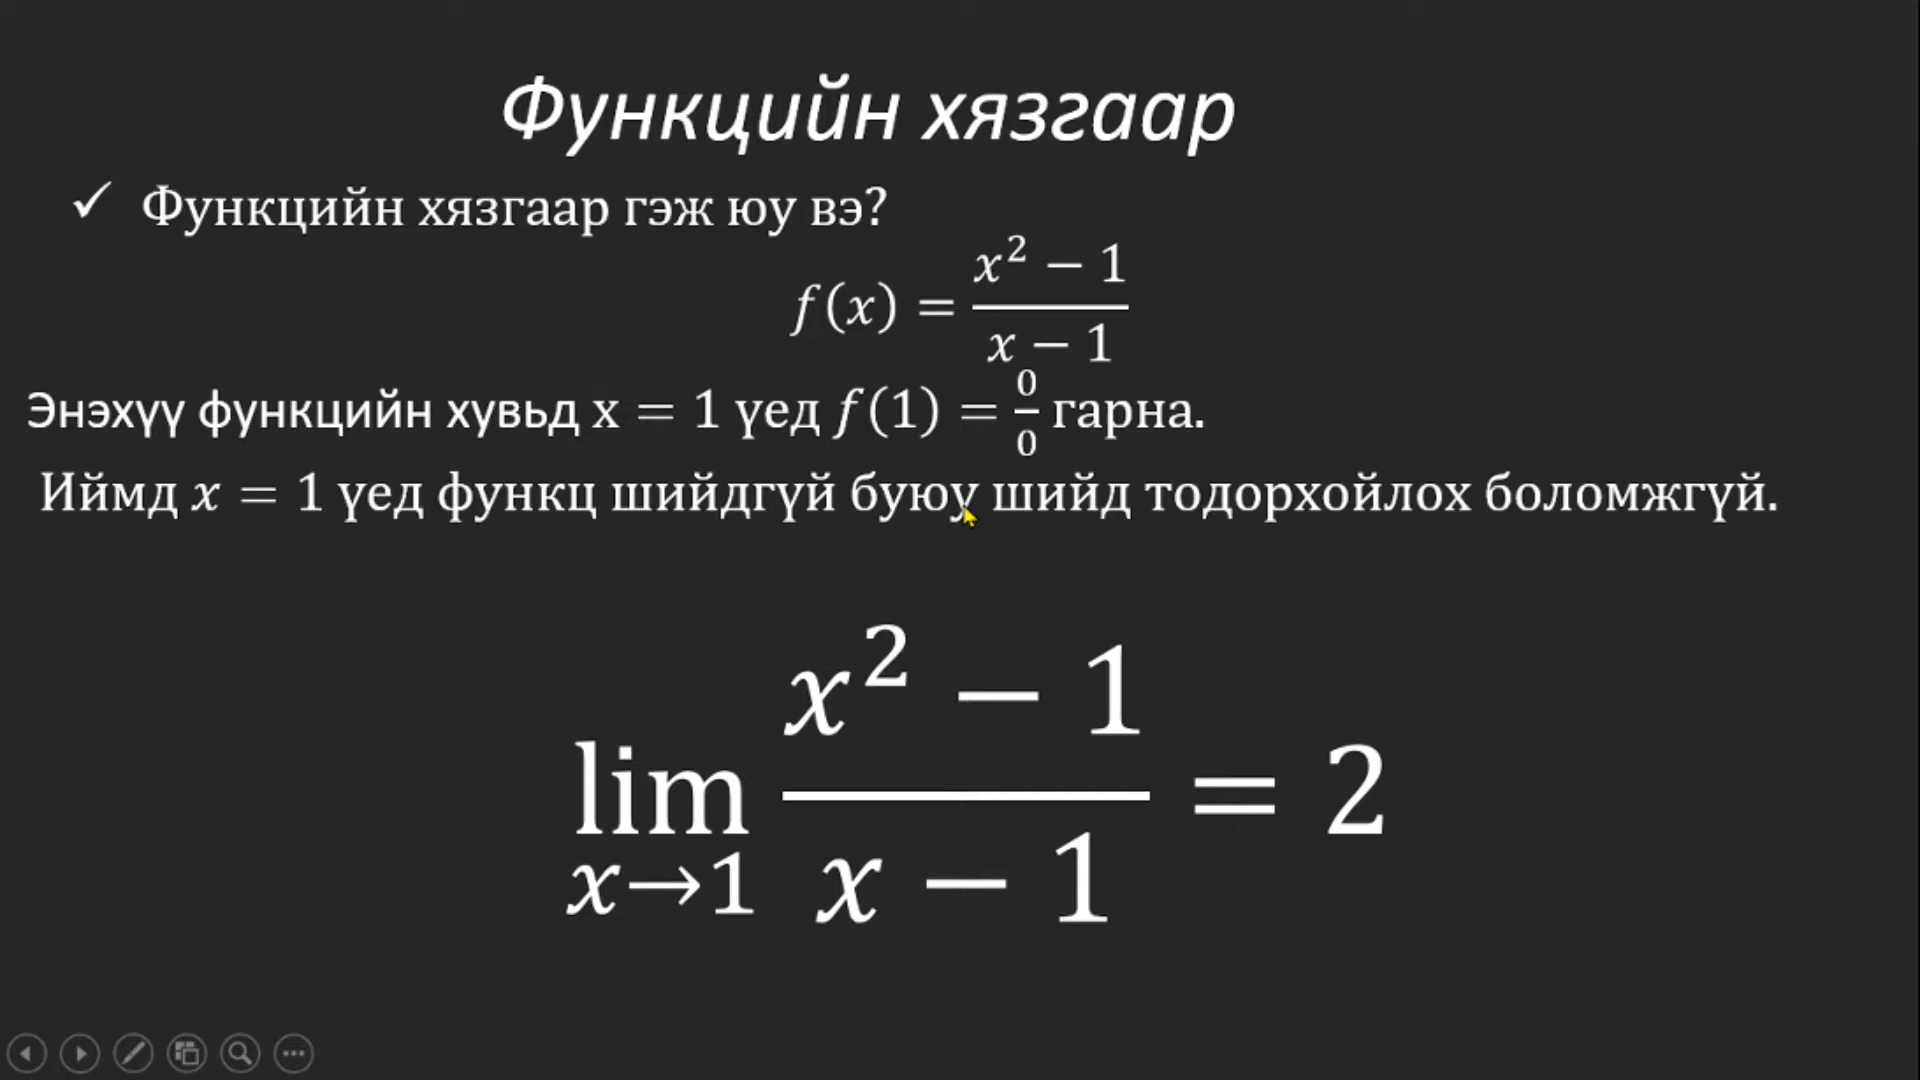 Функцийн хязгаар
✓ Функцийн хязгаар гэж юу вэ?
f(x) = (x² − 1)/(x − 1)
Энэхүү функцийн хувьд x = 1 үед f(1) = 0/0 гарна.
Иймд x = 1 үед функц шийдгүй буюу шийд тодорхойлох боломжгүй.
lim x→1 (x² − 1)/(x − 1) = 2